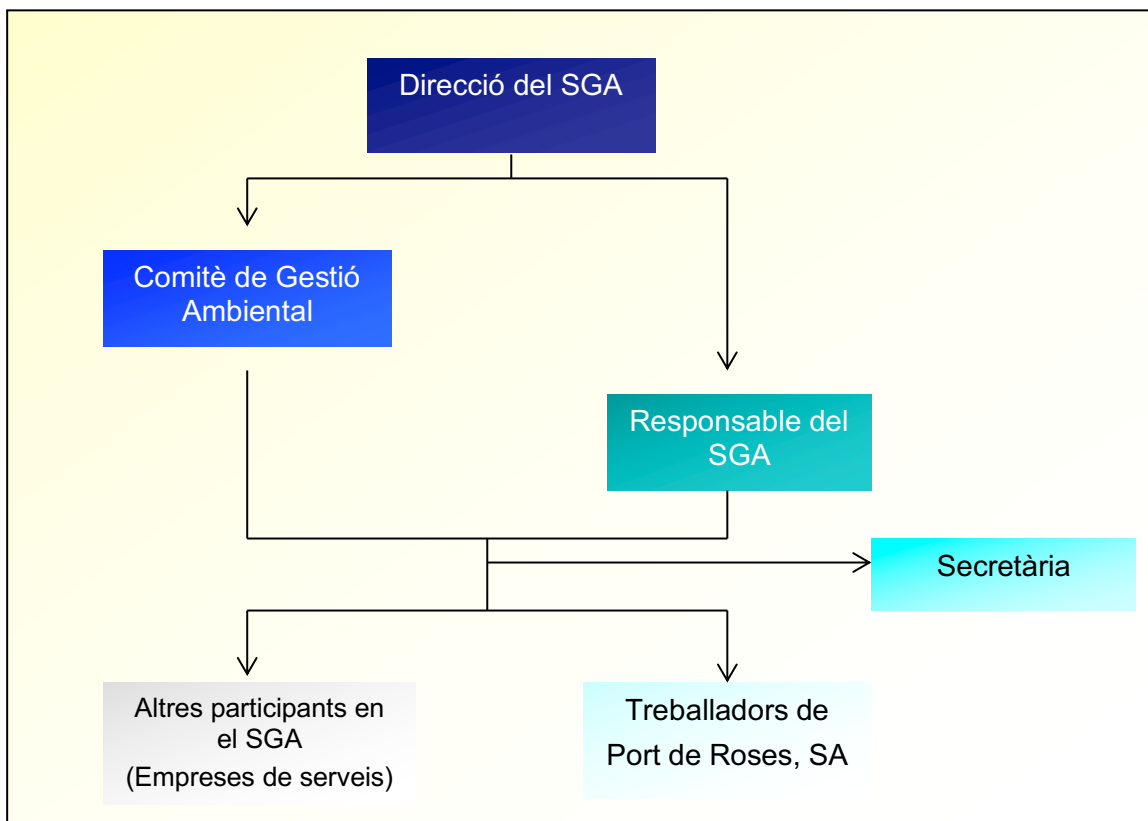 Direcció del SGA
Comitè de Gestió
Ambiental
Responsable del
SGA
Secretària
Altres participants en
el SGA
(Empreses de serveis)
Treballadors de
Port de Roses, SA